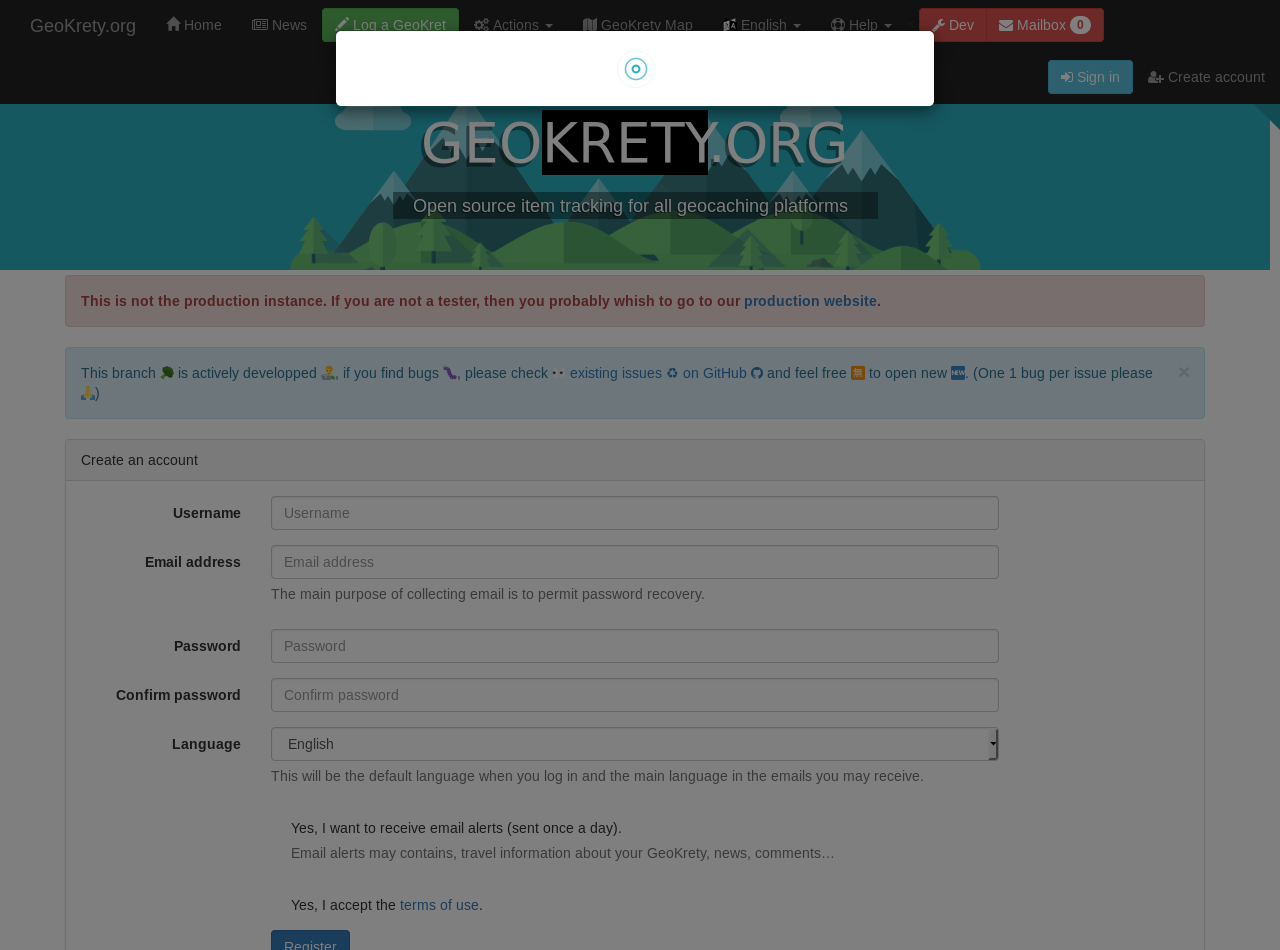 GeoKrety.org Home News Log a GeoKret Actions GeoKrety Map English Help Dev Mailbox 0
Sign in Create account
GEOKRETY.ORG
Open source item tracking for all geocaching platforms
This is not the production instance. If you are not a tester, then you probably whish to go to our production website.
This branch 🌳 is actively developped 👨‍💻, if you find bugs 🐛, please check 👀 existing issues ♻ on GitHub and feel free 🈚 to open new 🆕. (One 1 bug per issue please ×
🙏)
Create an account
Username Username
Email address Email address
The main purpose of collecting email is to permit password recovery.
Password Password
Confirm password Confirm password
Language English
This will be the default language when you log in and the main language in the emails you may receive.
Yes, I want to receive email alerts (sent once a day).
Email alerts may contains, travel information about your GeoKrety, news, comments…
Yes, I accept the terms of use.
Register